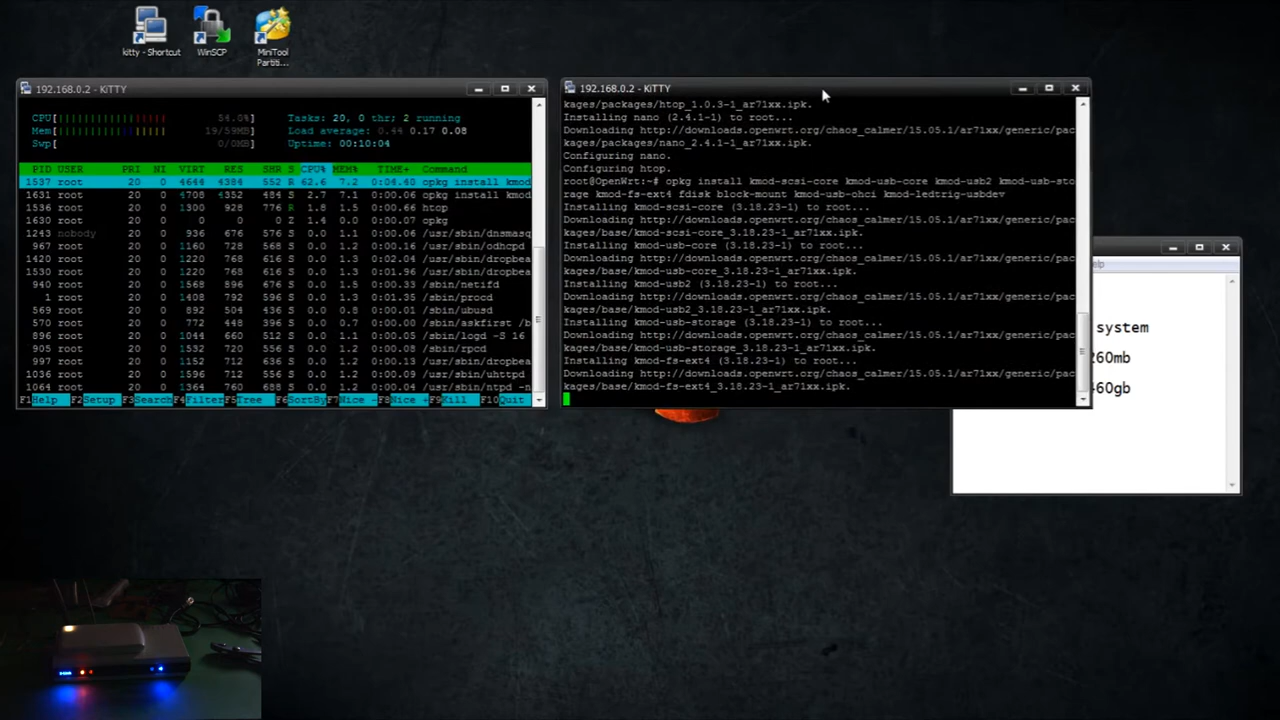 kitty - Shortcut
WinSCP
MiniTool
Partiti...
192.168.0.2 - KiTTY
CPU[ 54.0%]
Mem[ 19/59MB]
Swp[ 0/0MB]
Tasks: 20, 0 thr; 2 running
Load average: 0.44 0.17 0.08
Uptime: 00:10:04
PID USER PRI NI VIRT RES SHR S CPU% MEM% TIME+ Command
1537 root 20 0 4644 4384 552 R 62.6 7.2 0:04.40 opkg install kmod
1631 root 20 0 4708 4352 484 S 2.7 7.1 0:00.06 opkg install kmod
1536 root 20 0 1300 928 776 R 1.8 1.5 0:00.66 htop
1630 root 20 0 0 0 0 Z 1.4 0.0 0:00.06 opkg
1243 nobody 20 0 936 676 576 S 0.0 1.1 0:00.06 /usr/sbin/dnsmasq
967 root 20 0 1160 728 568 S 0.0 1.2 0:00.06 /usr/sbin/odhcpd
1420 root 20 0 1220 768 616 S 0.0 1.3 0:02.04 /usr/sbin/dropbea
1530 root 20 0 1220 768 616 S 0.0 1.3 0:01.96 /usr/sbin/dropbea
940 root 20 0 1568 896 676 S 0.0 1.5 0:00.33 /sbin/netifd
1 root 20 0 1408 792 596 S 0.0 1.3 0:01.35 /sbin/procd
569 root 20 0 892 504 436 S 0.0 0.8 0:00.11 /sbin/ubusd
570 root 20 0 772 448 396 S 0.0 0.7 0:00.00 /sbin/askfirst /b
896 root 20 0 1044 660 512 S 0.0 1.1 0:00.05 /sbin/logd -S 16
905 root 20 0 1532 720 556 S 0.0 1.2 0:00.04 /sbin/rpcd
997 root 20 0 1152 712 636 S 0.0 1.2 0:00.03 /usr/sbin/dropbea
1036 root 20 0 1596 712 556 S 0.0 1.2 0:00.00 /usr/sbin/uhttpd
1064 root 20 0 1364 760 688 S 0.0 1.2 0:00.04 /usr/sbin/ntpd -n
F1Help F2Setup F3Search F4Filter F5Tree F6SortBy F7Nice -F8Nice +F9Kill F10Quit
192.168.0.2 - KiTTY
kages/packages/htop_1.0.3-1_ar71xx.ipk.
Installing nano (2.4.1-1) to root...
Downloading http://downloads.openwrt.org/chaos_calmer/15.05.1/ar71xx/generic/pac
kages/packages/nano_2.4.1-1_ar71xx.ipk.
Configuring nano.
Configuring htop.
root@OpenWrt:~# opkg install kmod-scsi-core kmod-usb-core kmod-usb2 kmod-usb-sto
rage kmod-fs-ext4 fdisk block-mount kmod-usb-ohci kmod-ledtrig-usbdev
Installing kmod-scsi-core (3.18.23-1) to root...
Downloading http://downloads.openwrt.org/chaos_calmer/15.05.1/ar71xx/generic/pac
kages/base/kmod-scsi-core_3.18.23-1_ar71xx.ipk.
Installing kmod-usb-core (3.18.23-1) to root...
Downloading http://downloads.openwrt.org/chaos_calmer/15.05.1/ar71xx/generic/pac
kages/base/kmod-usb-core_3.18.23-1_ar71xx.ipk.
Installing kmod-usb2 (3.18.23-1) to root...
Downloading http://downloads.openwrt.org/chaos_calmer/15.05.1/ar71xx/generic/pac
kages/base/kmod-usb2_3.18.23-1_ar71xx.ipk.
Installing kmod-usb-storage (3.18.23-1) to root...
Downloading http://downloads.openwrt.org/chaos_calmer/15.05.1/ar71xx/generic/pac
kages/base/kmod-usb-storage_3.18.23-1_ar71xx.ipk.
Installing kmod-fs-ext4 (3.18.23-1) to root...
Downloading http://downloads.openwrt.org/chaos_calmer/15.05.1/ar71xx/generic/pac
kages/base/kmod-fs-ext4_3.18.23-1_ar71xx.ipk.
elp
system
260mb
460gb